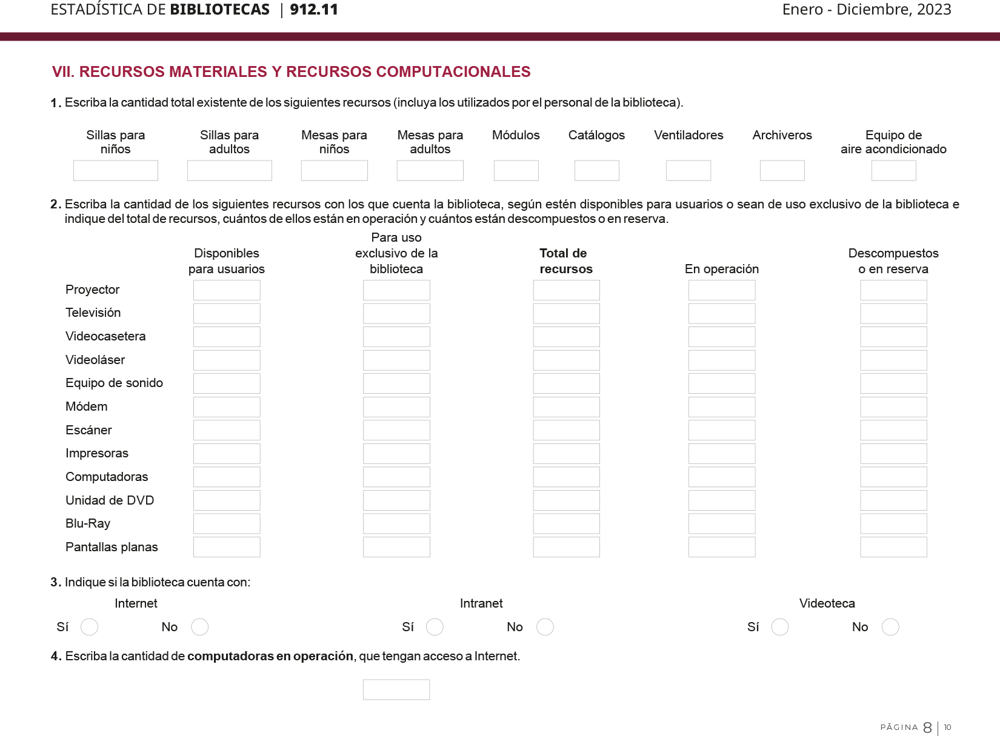 ESTADÍSTICA DE BIBLIOTECAS | 912.11
Enero - Diciembre, 2023
VII. RECURSOS MATERIALES Y RECURSOS COMPUTACIONALES
1. Escriba la cantidad total existente de los siguientes recursos (incluya los utilizados por el personal de la biblioteca).
Sillas para niños
Sillas para adultos
Mesas para niños
Mesas para adultos
Módulos
Catálogos
Ventiladores
Archiveros
Equipo de aire acondicionado
2. Escriba la cantidad de los siguientes recursos con los que cuenta la biblioteca, según estén disponibles para usuarios o sean de uso exclusivo de la biblioteca e
indique del total de recursos, cuántos de ellos están en operación y cuántos están descompuestos o en reserva.
Disponibles para usuarios
Para uso exclusivo de la biblioteca
Total de recursos
En operación
Descompuestos o en reserva
Proyector
Televisión
Videocasetera
Videoláser
Equipo de sonido
Módem
Escáner
Impresoras
Computadoras
Unidad de DVD
Blu-Ray
Pantallas planas
3. Indique si la biblioteca cuenta con:
Internet
Intranet
Videoteca
Sí No Sí No Sí No
4. Escriba la cantidad de computadoras en operación, que tengan acceso a Internet.
PÁGINA 8 | 10